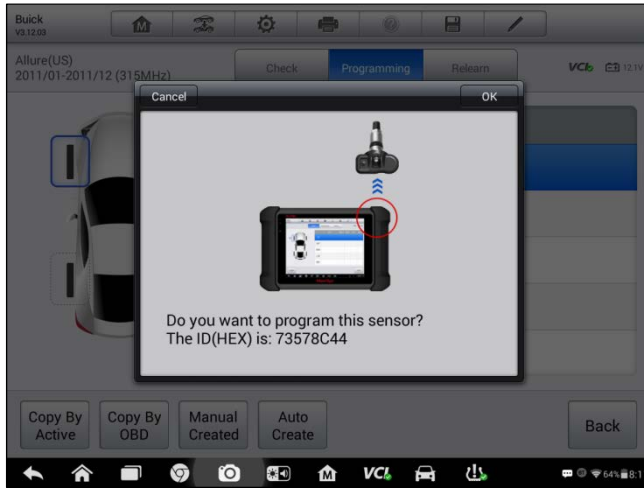 Buick
V3.12.03
Allure(US)
2011/01-2011/12 (315MHz)
Check
Programming
Relearn
VCI
12.1V
Cancel
OK
Do you want to program this sensor?
The ID(HEX) is: 73578C44
Copy By Active
Copy By OBD
Manual Created
Auto Create
Back
VCI
64%
8:1